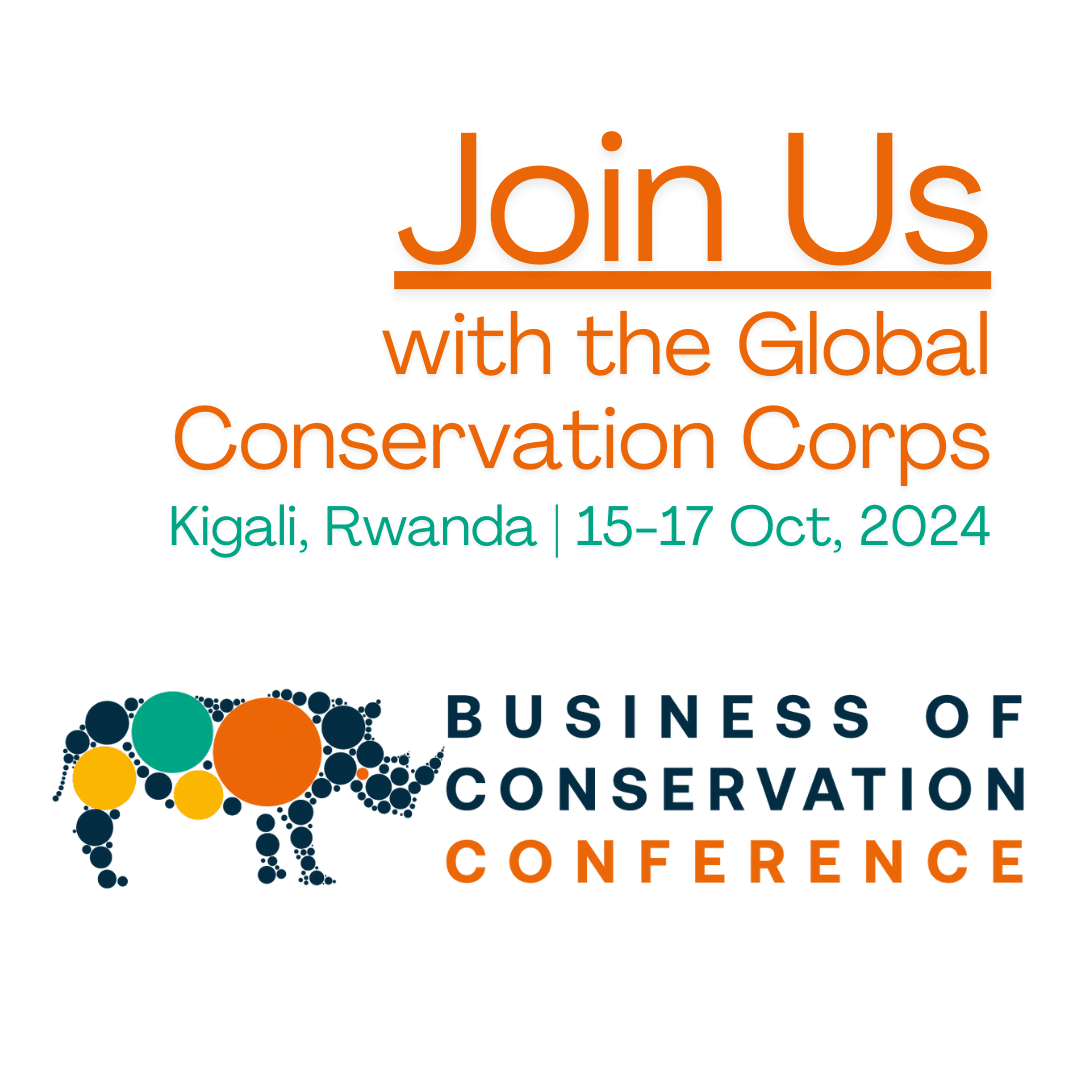 Join Us
with the Global
Conservation Corps
Kigali, Rwanda | 15-17 Oct, 2024
BUSINESS OF
CONSERVATION
CONFERENCE